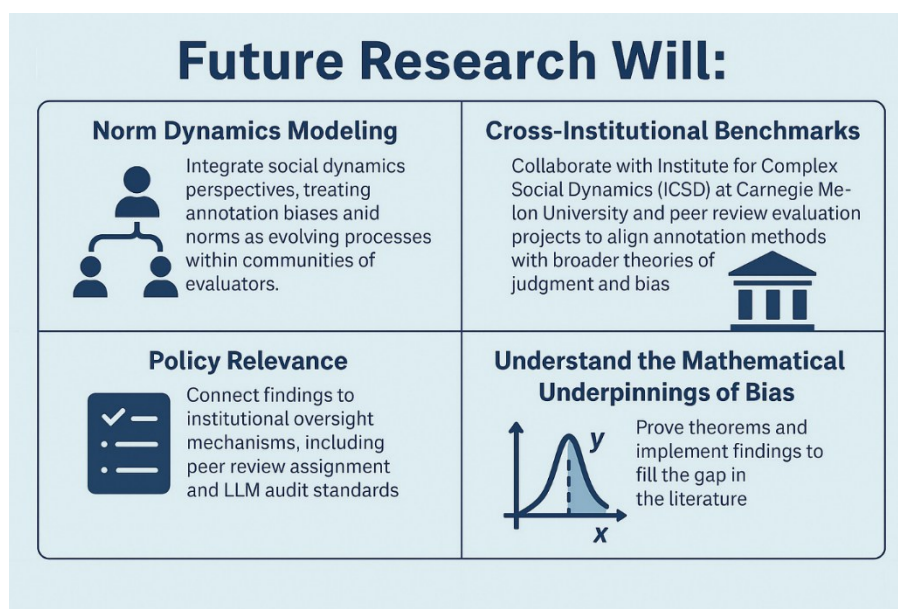 Future Research Will:
Norm Dynamics Modeling
Integrate social dynamics
perspectives, treating
annotation biases anid
norms as evolving processes
within communities of
evaluators.
Cross-Institutional Benchmarks
Collaborate with Institute for Complex
Social Dynamics (ICSD) at Carnegie Me-
lon University and peer review evaluation
projects to align annotation methods
with broader theories of
judgment and bias
Policy Relevance
Connect findings to
institutional oversight
mechanisms, including
peer review assignment
and LLM audit standards
Understand the Mathematical
Underpinnings of Bias
y
x
Prove theorems and
implement findings to
fill the gap in
the literature